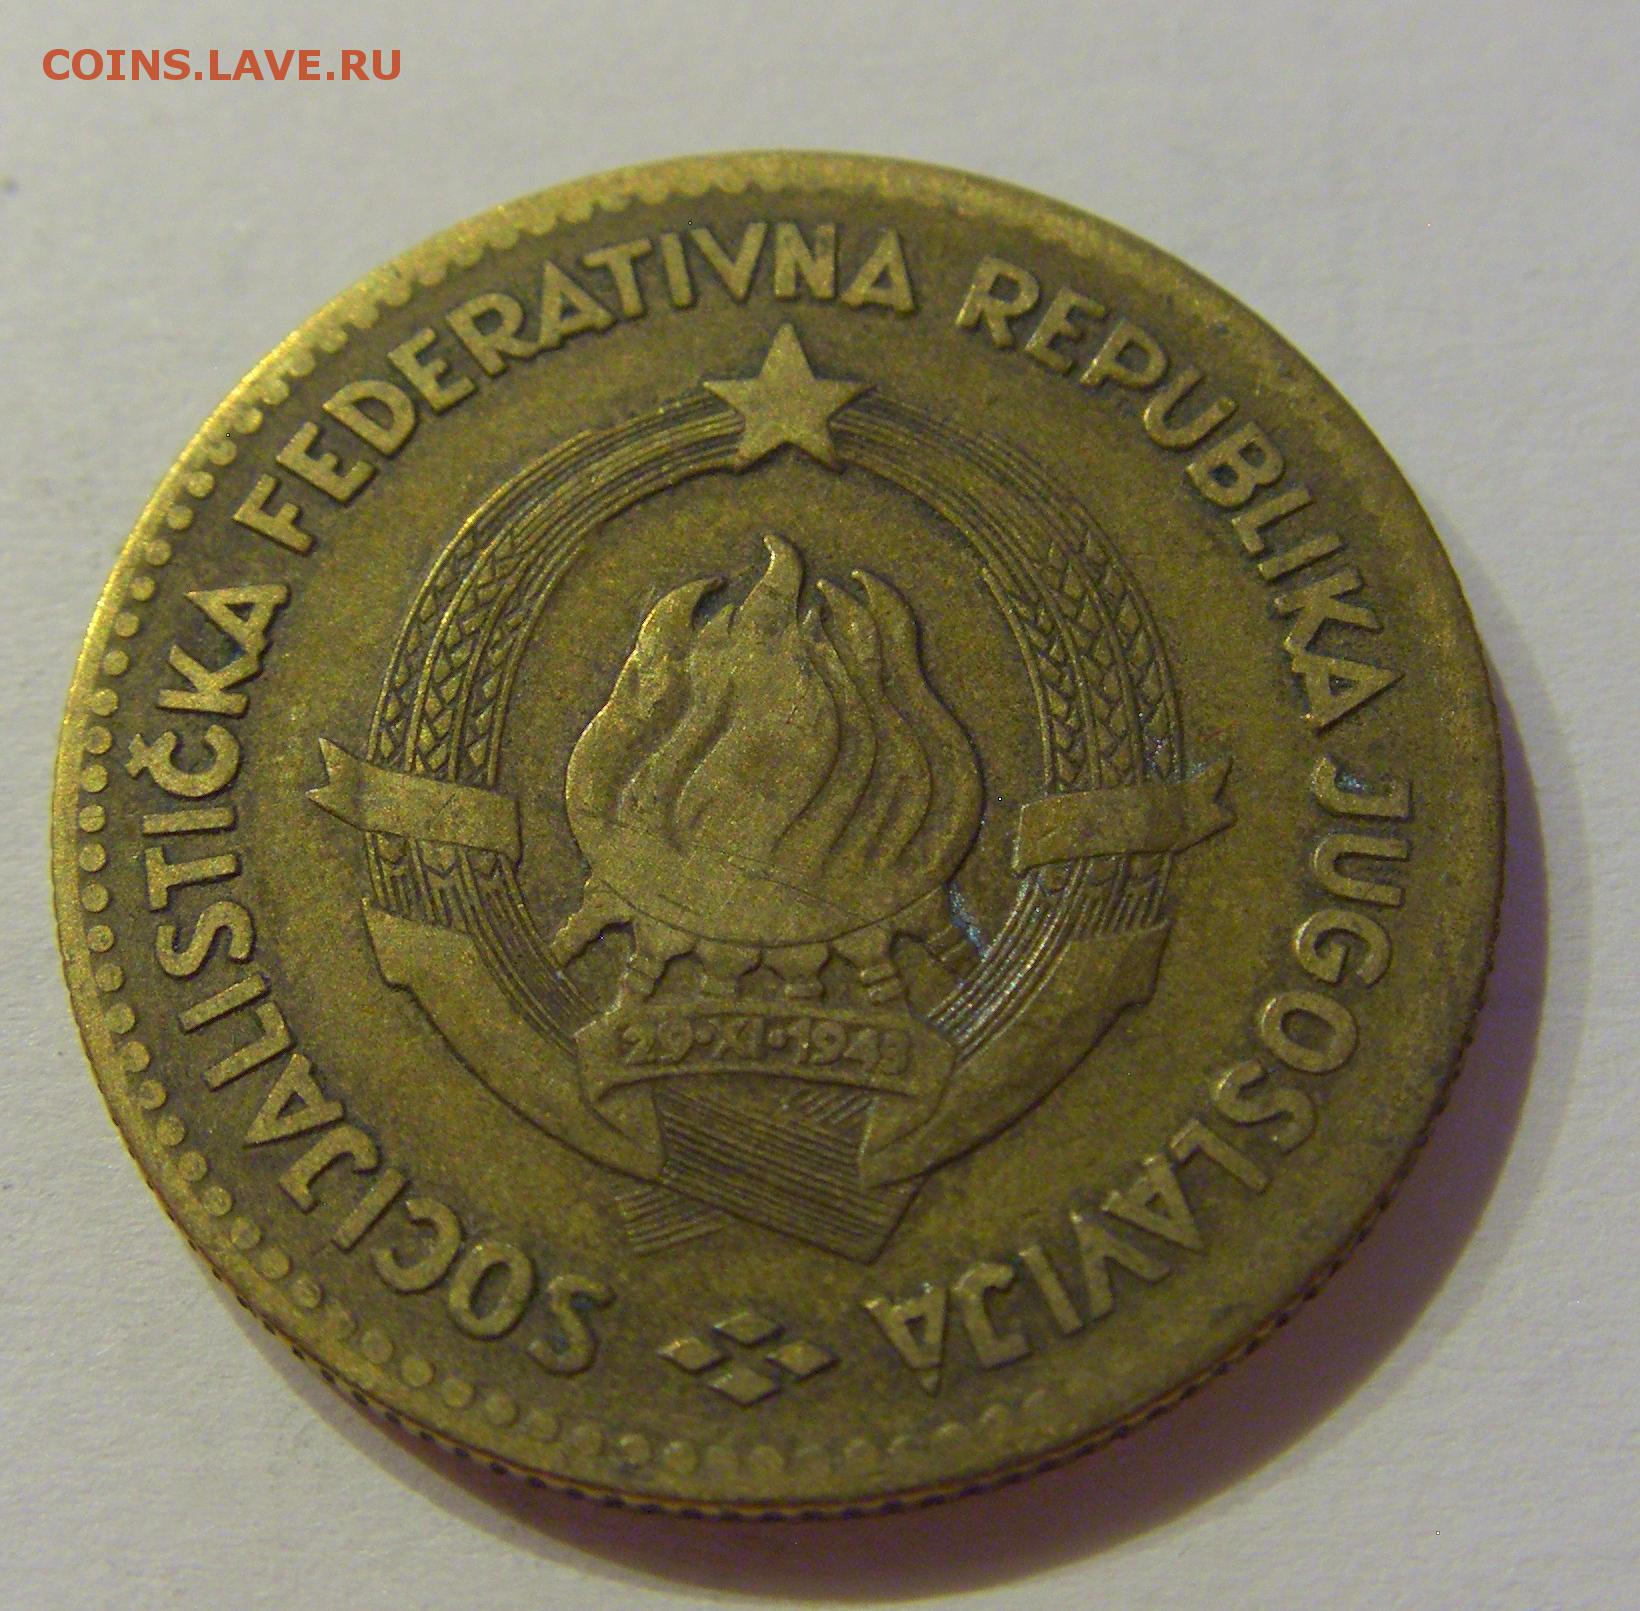 COINS.LAVE.RU
SOCIJALISTIČKA FEDERATIVNA REPUBLIKA JUGOSLAVIJA
29•XI•1943